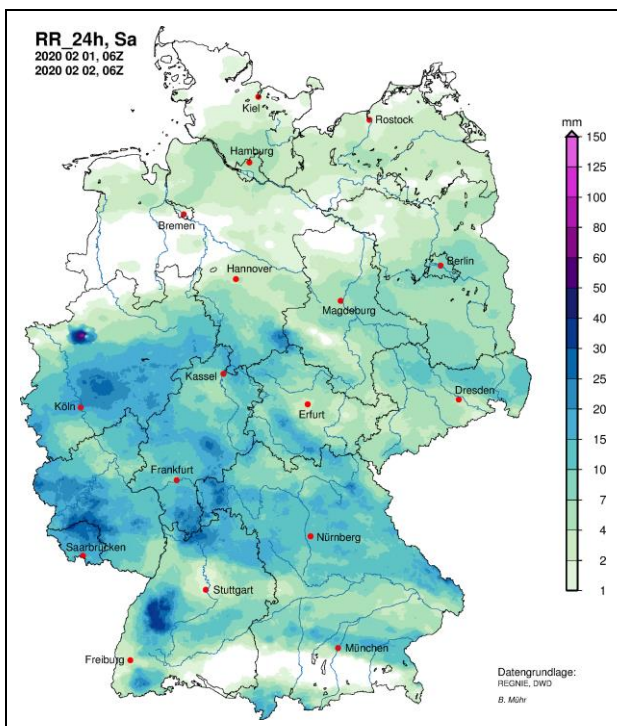 RR_24h, Sa
2020 02 01, 06Z
2020 02 02, 06Z
Kiel
Rostock
Hamburg
Bremen
Berlin
Hannover
Magdeburg
Kassel
Köln
Erfurt
Dresden
Frankfurt
Nürnberg
Saarbrücken
Stuttgart
München
Freiburg
mm
150
125
100
80
60
50
40
30
20
15
10
7
4
2
1
Datengrundlage:
REGNIE, DWD
B. Mühr